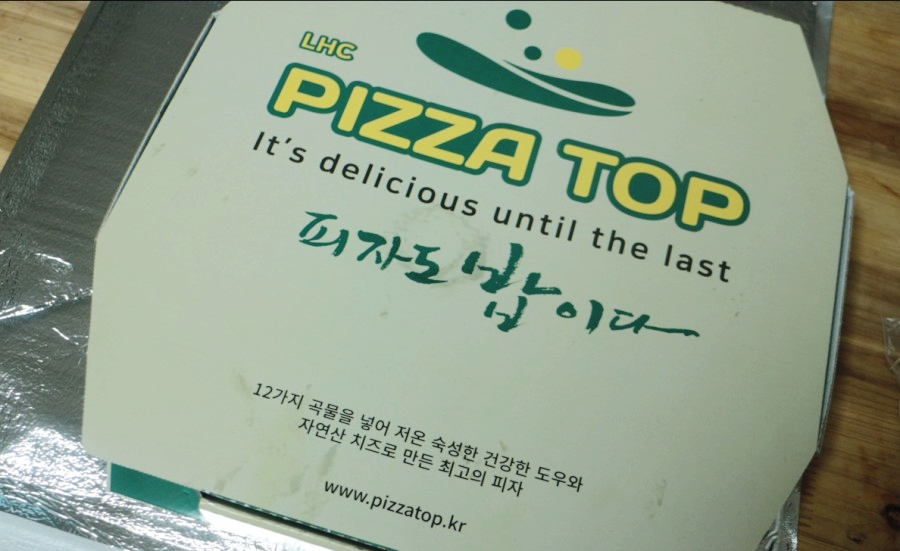 LHC
PIZZA TOP
It's delicious until the last
피자도 밥이다
12가지 곡물을 넣어 저온 숙성한 건강한 도우와
자연산 치즈로 만든 최고의 피자
www.pizzatop.kr